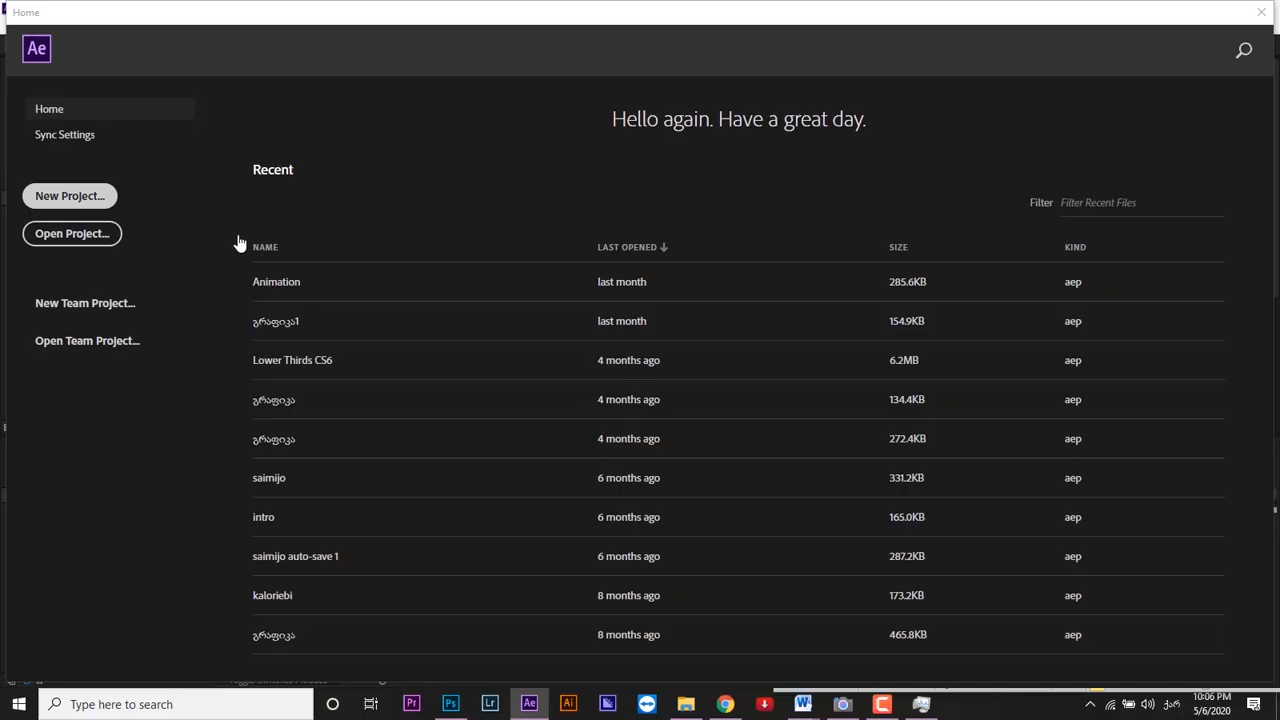 Home
Ae
Home
Sync Settings
Hello again. Have a great day.
Recent
New Project...
Open Project...
New Team Project...
Open Team Project...
Filter Filter Recent Files
NAME LAST OPENED SIZE KIND
Animation last month 285.6KB aep
გრაფიკა1 last month 154.9KB aep
Lower Thirds CS6 4 months ago 6.2MB aep
გრაფიკა 4 months ago 134.4KB aep
გრაფიკა 4 months ago 272.4KB aep
saimijo 6 months ago 331.2KB aep
intro 6 months ago 165.0KB aep
saimijo auto-save 1 6 months ago 287.2KB aep
kaloriebi 8 months ago 173.2KB aep
გრაფიკა 8 months ago 465.8KB aep
Type here to search
Pr Ps Lr Ae Ai
ქარ
10:06 PM
5/6/2020